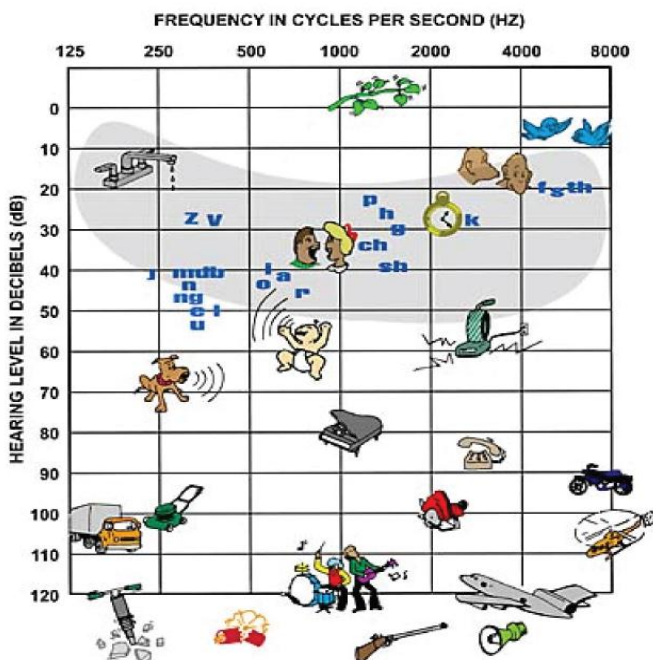 FREQUENCY IN CYCLES PER SECOND (HZ)
125 250 500 1000 2000 4000 8000
HEARING LEVEL IN DECIBELS (dB)
0
10
20
30
40
50
60
70
80
90
100
110
120
z v
p
h
g
k
f s th
ch
sh
j mdb
n
ng
e l
u
i
o a
r